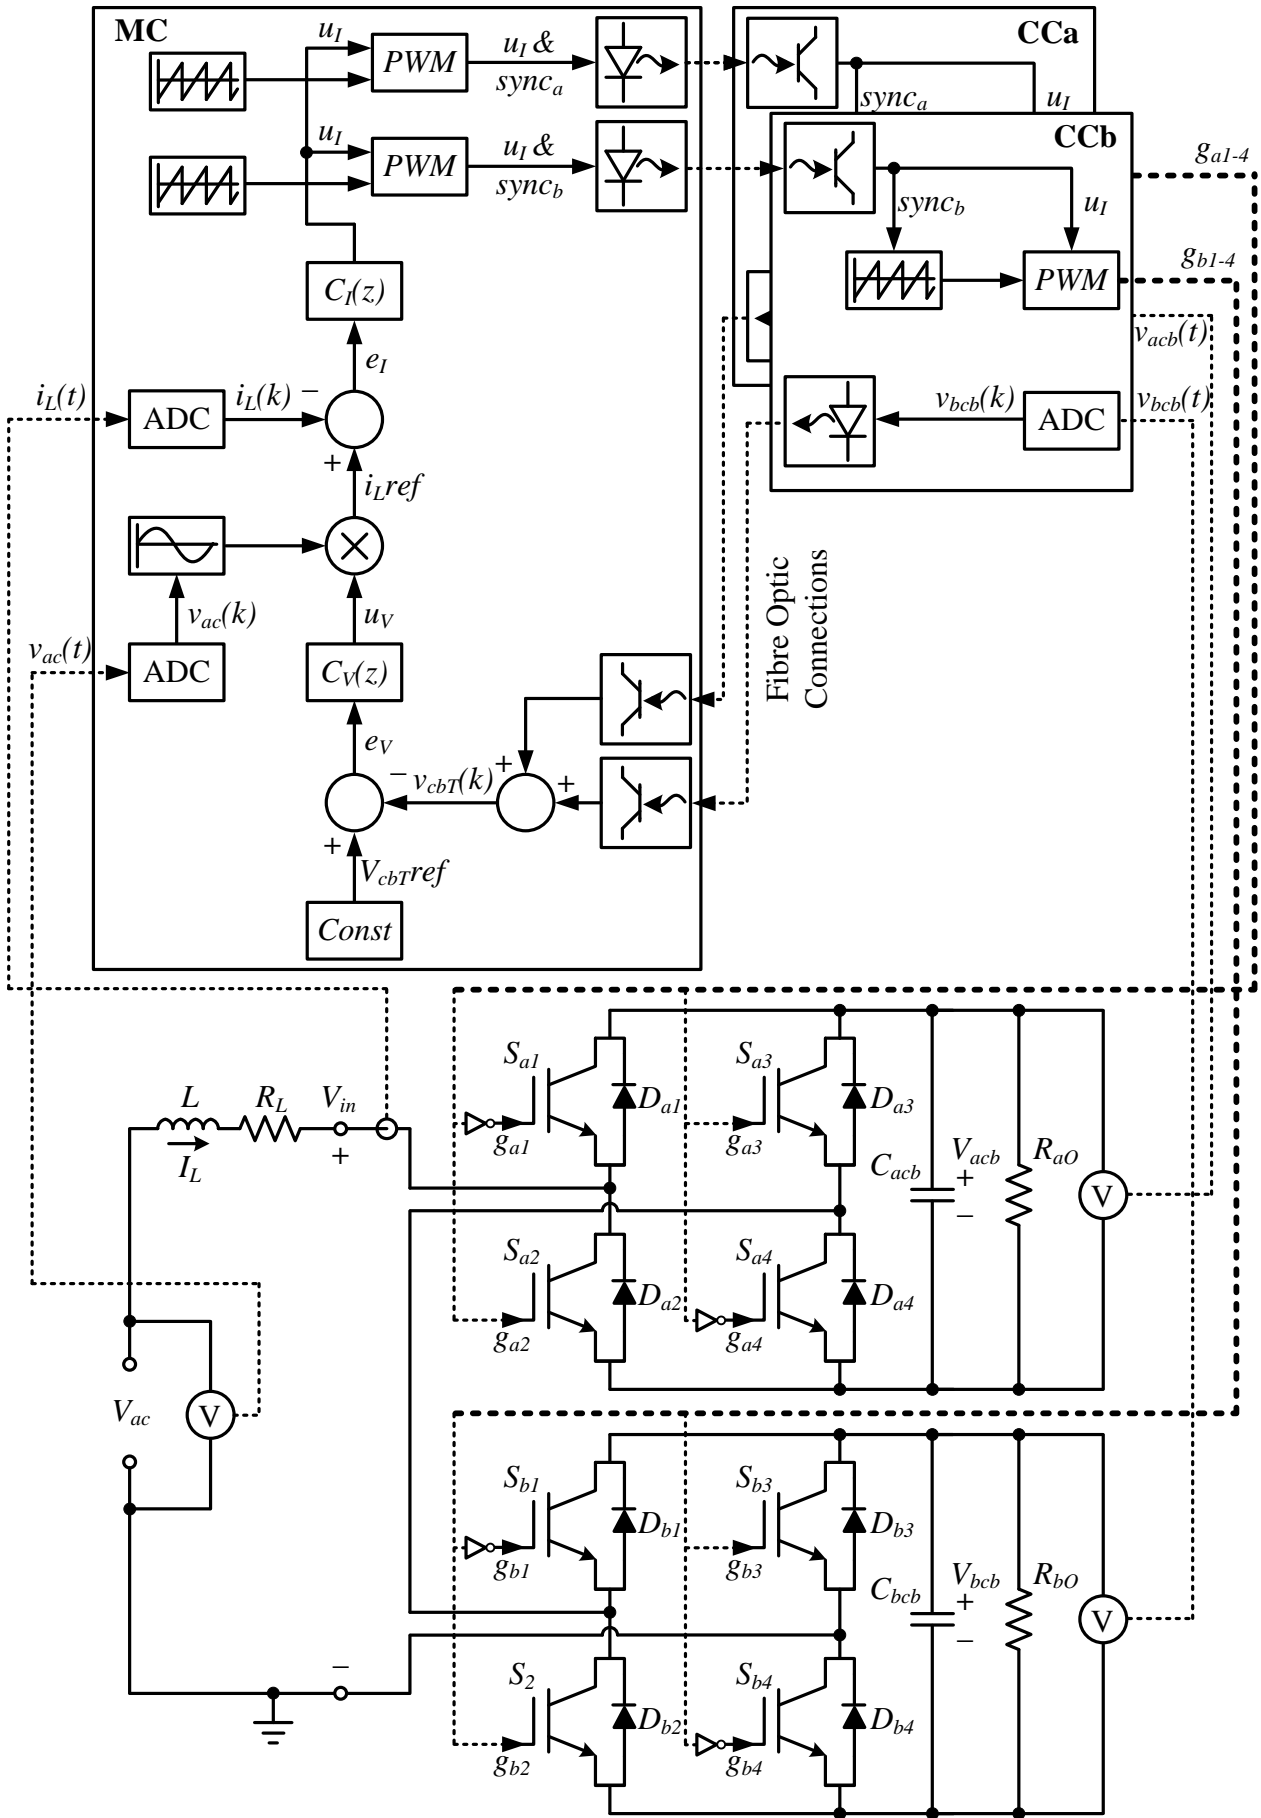 MC
u_I
PWM
u_I &
sync_a
u_I
PWM
u_I &
sync_b
C_I(z)
e_I
i_L(t)
ADC
i_L(k)
−
+
i_Lref
v_ac(k)
u_V
v_ac(t)
ADC
C_V(z)
e_V
−
v_cbT(k)
+
+
+
V_cbTref
Const
CCa
sync_a
u_I
CCb
sync_b
u_I
PWM
g_a1-4
g_b1-4
v_acb(t)
v_bcb(k)
ADC
v_bcb(t)
Fibre Optic
Connections
L
R_L
V_in
+
I_L
V_ac
V
−
S_a1
D_a1
g_a1
S_a3
D_a3
g_a3
C_acb
V_acb
+
−
R_aO
V
S_a2
D_a2
g_a2
S_a4
D_a4
g_a4
S_b1
D_b1
g_b1
S_b3
D_b3
g_b3
C_bcb
V_bcb
+
−
R_bO
V
S_2
D_b2
g_b2
S_b4
D_b4
g_b4